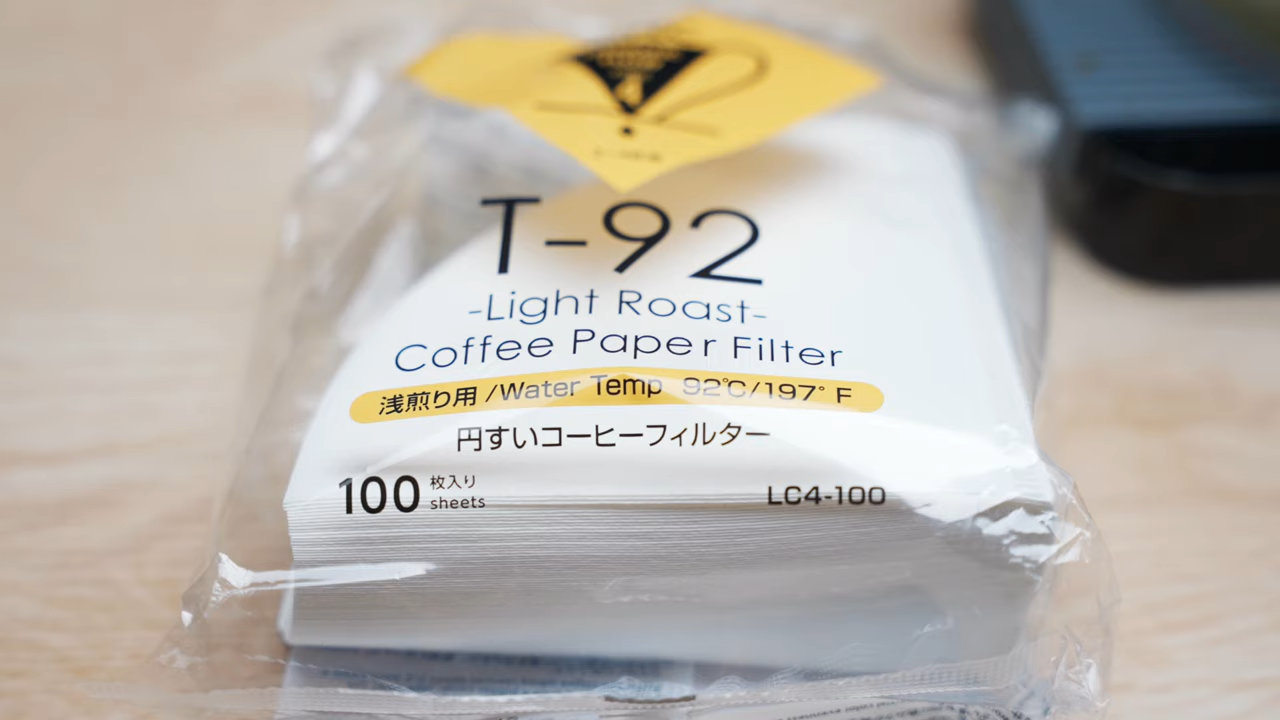 T-92
-Light Roast-
Coffee Paper Filter
浅煎り用/Water Temp 92℃/197°F
円すいコーヒーフィルター
100 枚入り sheets
LC4-100